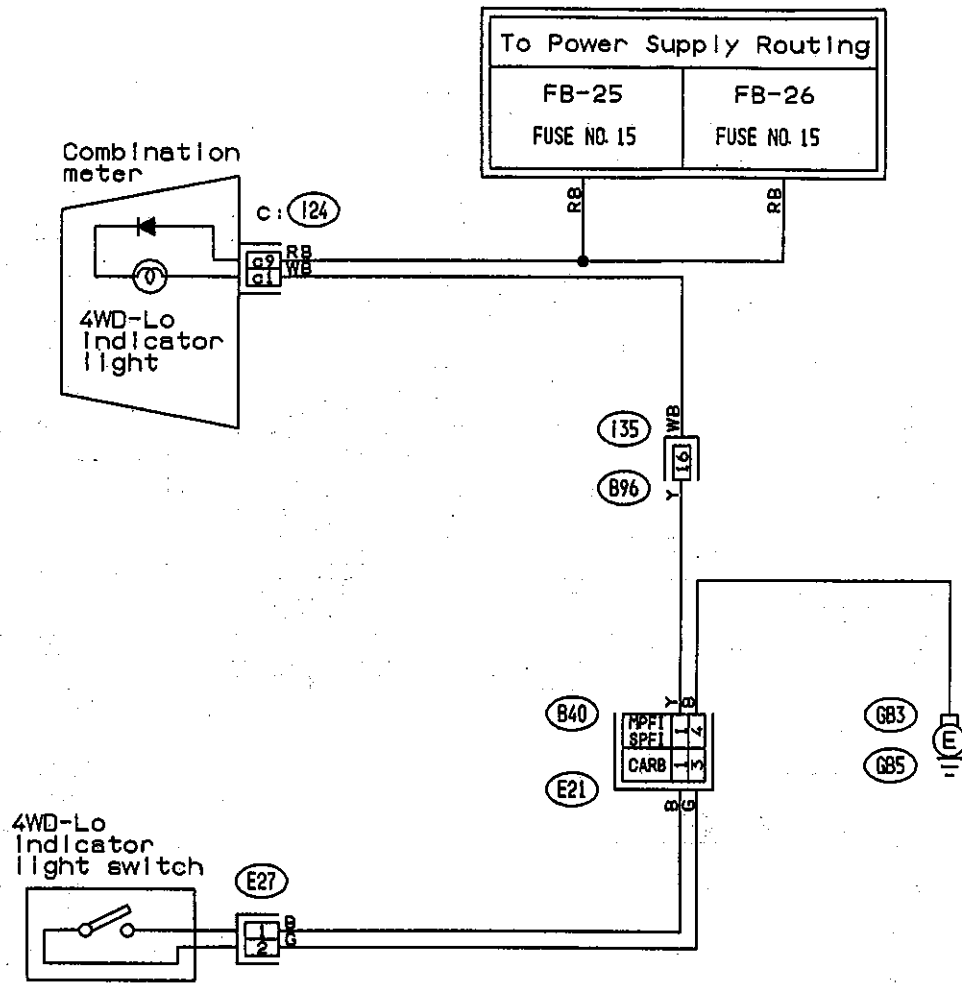 To Power Supply Routing
FB-25
FUSE NO. 15
FB-26
FUSE NO. 15
RB
RB
Combination
meter
c: i24
c9
RB
c1
WB
4WD-Lo
indicator
light
WB
i35
16
B96
Y
Y
B
B40
MPFI
SPFI
1
4
CARB
1
3
E21
B
G
GB3
E
GB5
4WD-Lo
indicator
light switch
E27
1
B
2
G